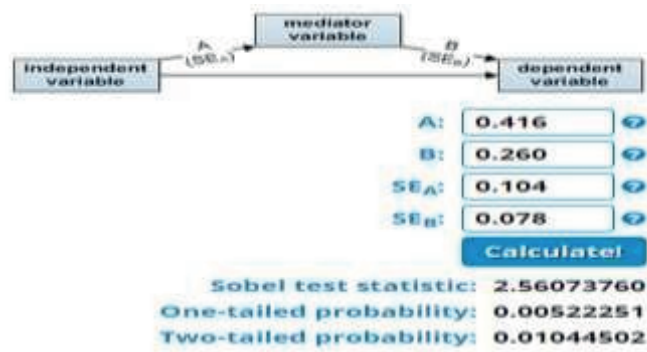 mediator
variable
A
(SEA)
B
(SEB)
independent
variable
dependent
variable
A: 0.416 ?
B: 0.260 ?
SEA: 0.104 ?
SEB: 0.078 ?
Calculate!
Sobel test statistic: 2.56073760
One-tailed probability: 0.00522251
Two-tailed probability: 0.01044502